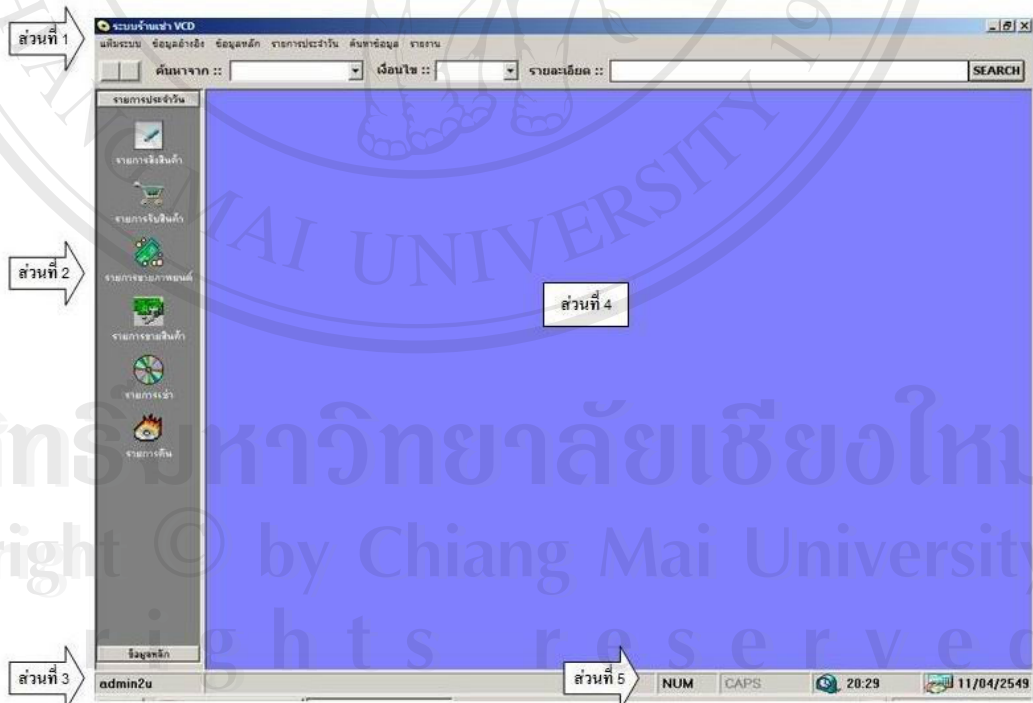 ส่วนที่ 1
ระบบร้านเช่า VCD
แฟ้มระบบ ข้อมูลอ้างอิง ข้อมูลหลัก รายการประจำวัน ค้นหาข้อมูล รายงาน
ค้นหาจาก :: เงื่อนไข :: รายละเอียด :: SEARCH
รายการประจำวัน
รายการสั่งสินค้า
รายการรับสินค้า
ส่วนที่ 2
รายการขายภาพยนต์
ส่วนที่ 4
รายการขายสินค้า
รายการเช่า
รายการคืน
ข้อมูลหลัก
ส่วนที่ 3
admin2u
ส่วนที่ 5
NUM CAPS 20:29 11/04/2549
MAI UNIVERSITY
มหาวิทยาลัยเชียงใหม่
right © by Chiang Mai University
rights reserved